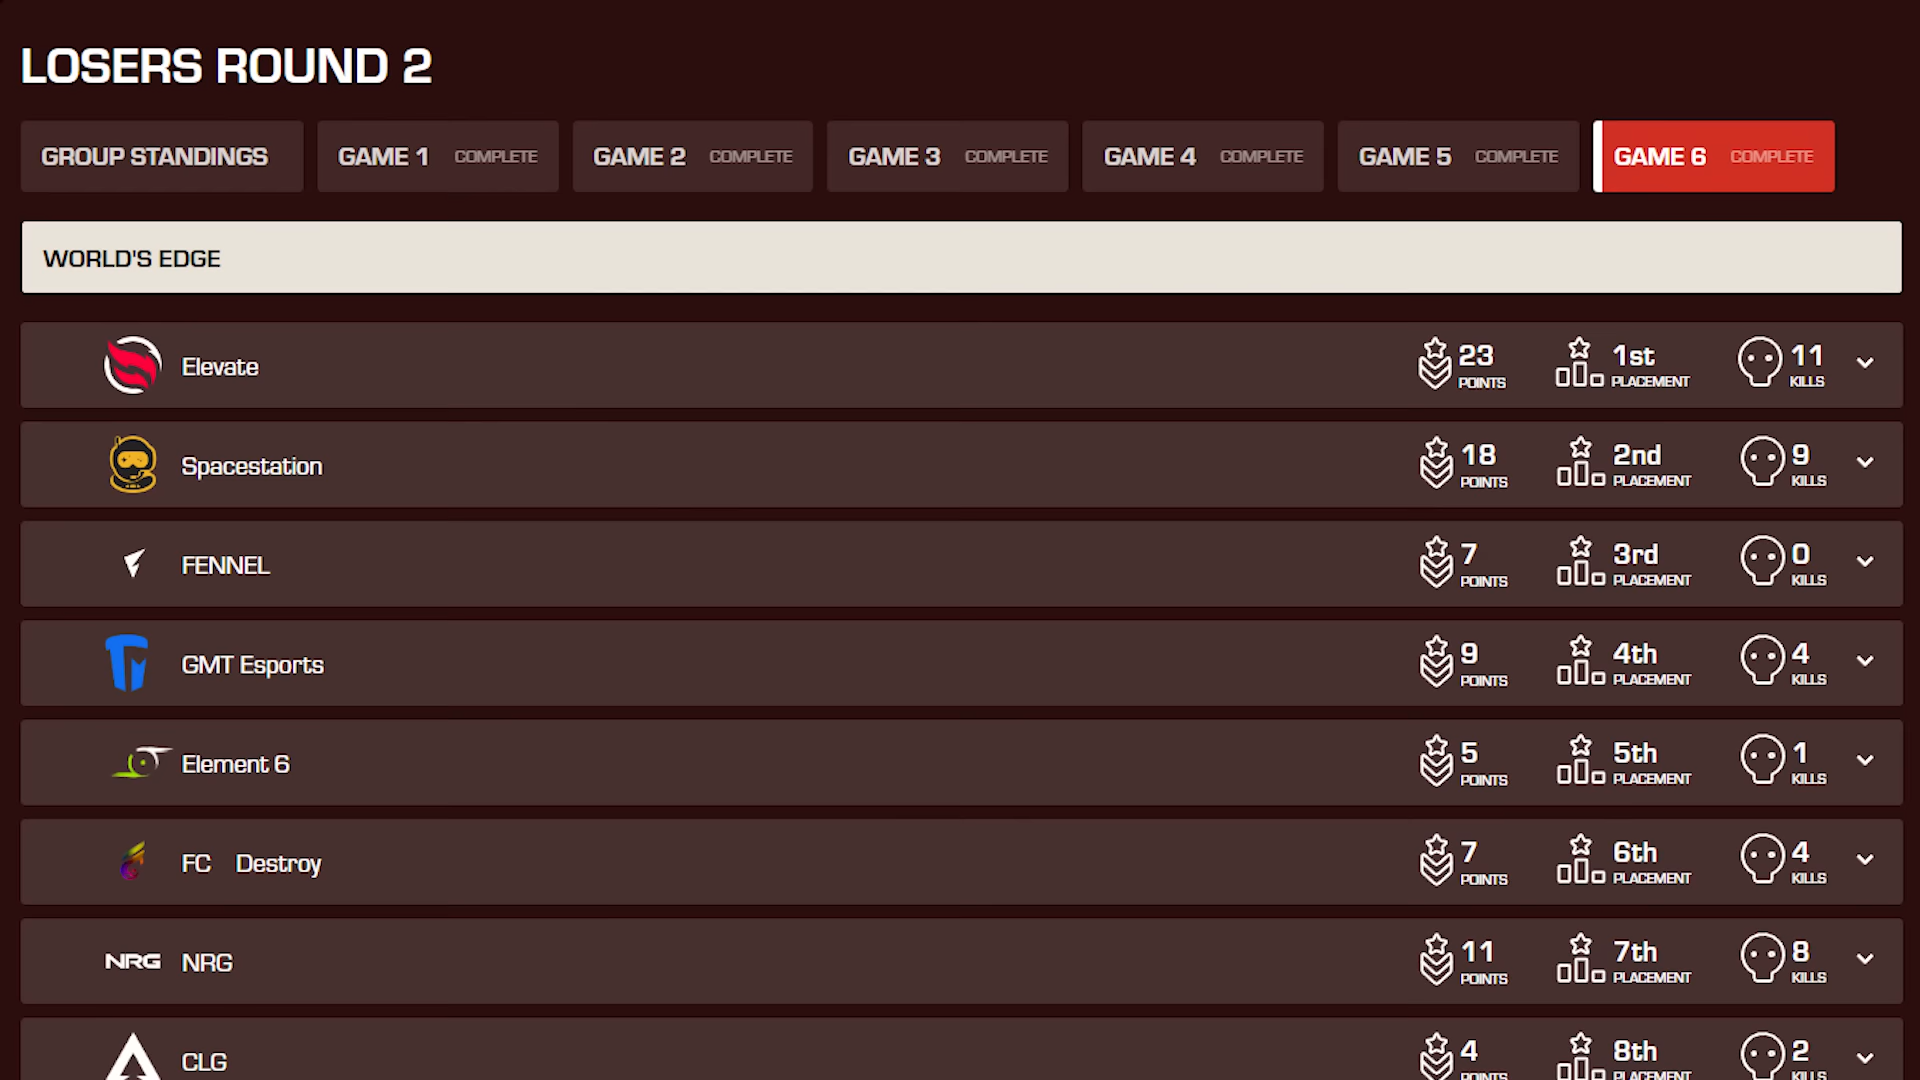 LOSERS ROUND 2
GROUP STANDINGS GAME 1 COMPLETE GAME 2 COMPLETE GAME 3 COMPLETE GAME 4 COMPLETE GAME 5 COMPLETE GAME 6 COMPLETE
WORLD'S EDGE
Elevate 23 POINTS 1st PLACEMENT 11 KILLS
Spacestation 18 POINTS 2nd PLACEMENT 9 KILLS
FENNEL 7 POINTS 3rd PLACEMENT 0 KILLS
GMT Esports 9 POINTS 4th PLACEMENT 4 KILLS
Element 6 5 POINTS 5th PLACEMENT 1 KILLS
FC Destroy 7 POINTS 6th PLACEMENT 4 KILLS
NRG NRG 11 POINTS 7th PLACEMENT 8 KILLS
CLG 4 POINTS 8th PLACEMENT 2 KILLS